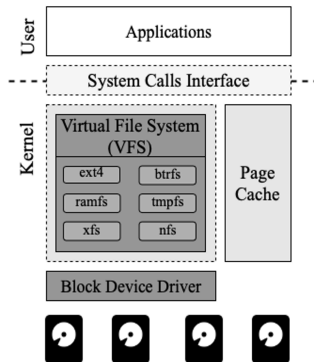 User
Applications
System Calls Interface
Kernel
Virtual File System
(VFS)
ext4
btrfs
ramfs
tmpfs
xfs
nfs
Page
Cache
Block Device Driver